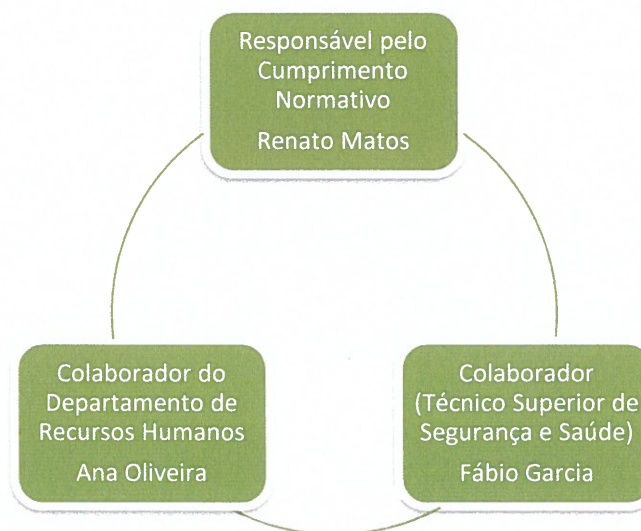 Responsável pelo
Cumprimento
Normativo
Renato Matos
Colaborador do
Departamento de
Recursos Humanos
Ana Oliveira
Colaborador
(Técnico Superior de
Segurança e Saúde)
Fábio Garcia